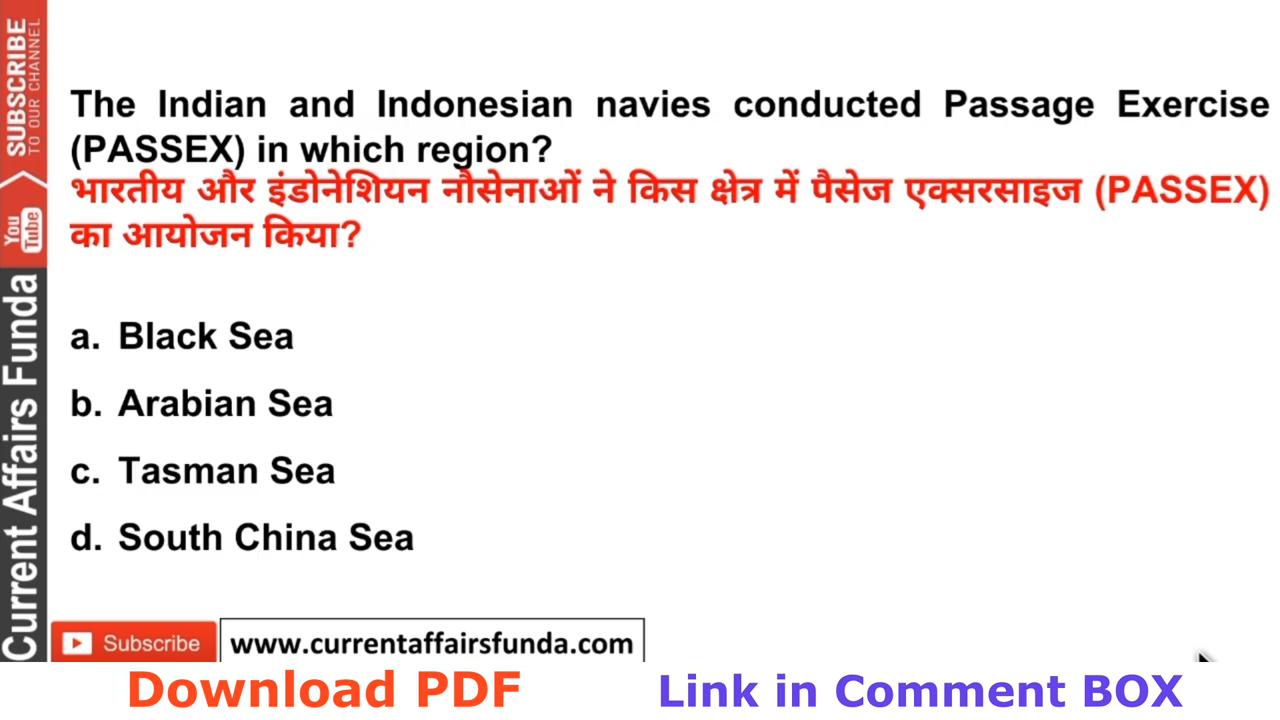 SUBSCRIBE
TO OUR CHANNEL
You
Tube
Current Affairs Funda
The Indian and Indonesian navies conducted Passage Exercise
(PASSEX) in which region?
भारतीय और इंडोनेशियन नौसेनाओं ने किस क्षेत्र में पैसेज एक्सरसाइज (PASSEX)
का आयोजन किया?
a. Black Sea
b. Arabian Sea
c. Tasman Sea
d. South China Sea
Subscribe
www.currentaffairsfunda.com
Download PDF
Link in Comment BOX